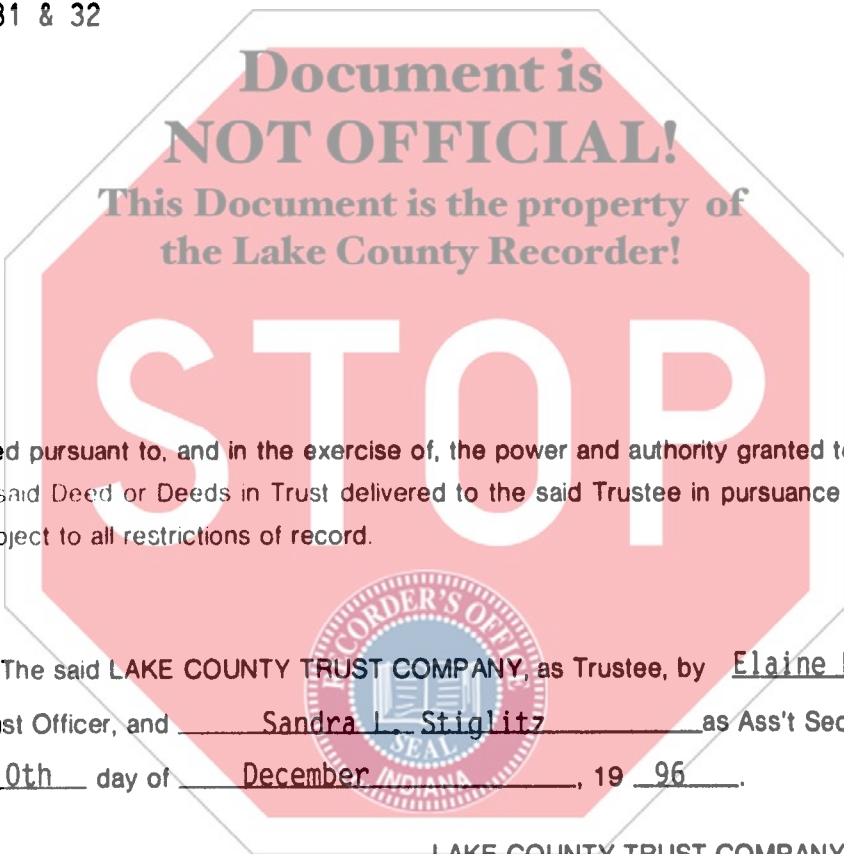 31 & 32
Document is
NOT OFFICIAL!
This Document is the property of
the Lake County Recorder!
STOP
ed pursuant to, and in the exercise of, the power and authority granted t
said Deed or Deeds in Trust delivered to the said Trustee in pursuance
bject to all restrictions of record.
RECORDER'S OFFICE
The said LAKE COUNTY TRUST COMPANY, as Trustee, by Elaine
st Officer, and Sandra L. Stiglitz as Ass't Sec
0th day of December, 19 96.
SEAL
INDIANA
LAKE COUNTY TRUST COMPANY